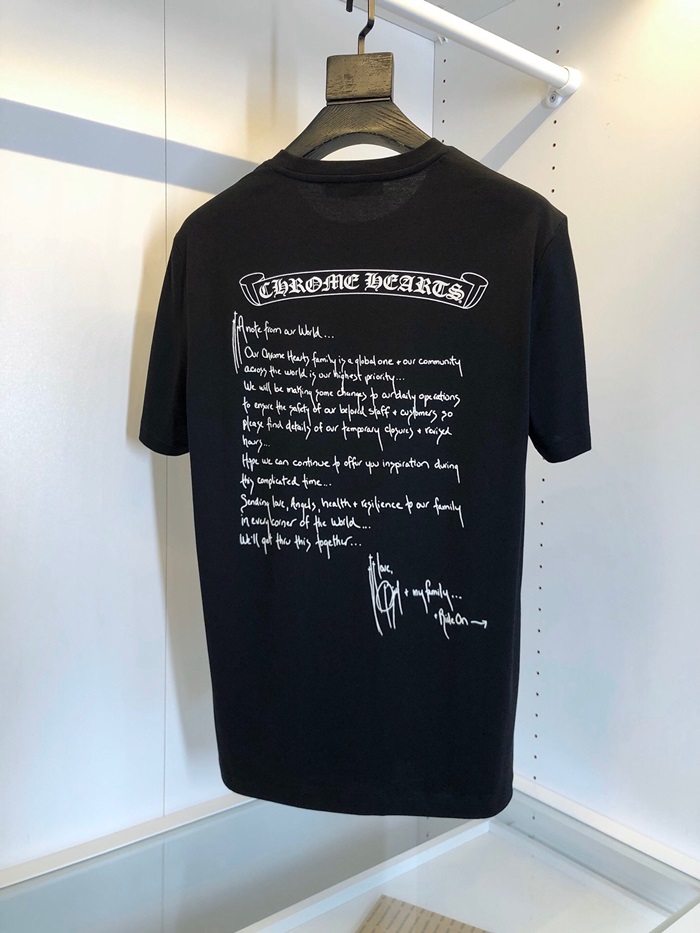 CHROME HEARTS
A note from our World...
Our Chrome Hearts family is a global one + our community
across the world is our highest priority...
We will be making some changes to our daily operations
to ensure the safety of our beloved staff + customers so
please find details of our temporary closures + revised
hours...
Hope we can continue to offer you inspiration during
this complicated time...
Sending love, Angels, health + resilience to our family
in every corner of the World...
We'll get thru this together...
love,
+ my family...
Ride On →